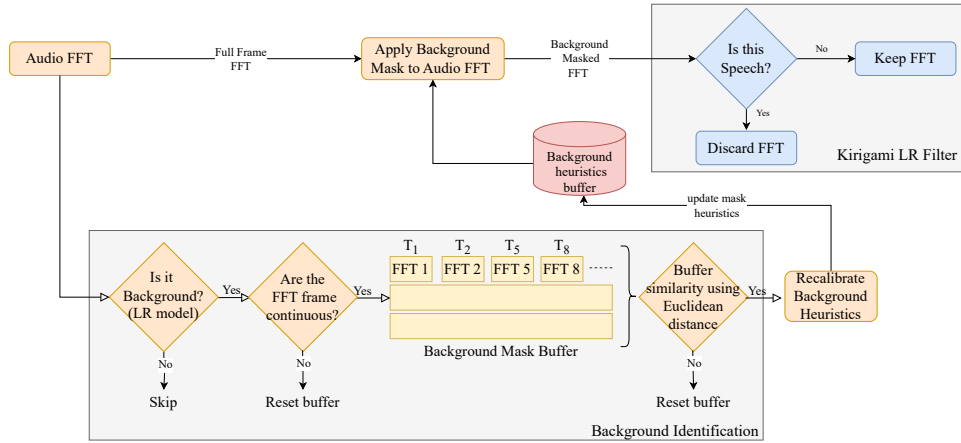 Audio FFT
Full Frame
FFT
Apply Background
Mask to Audio FFT
Background
Masked
FFT
Is this
Speech?
No
Keep FFT
Yes
Discard FFT
Kirigami LR Filter
Background
heuristics
buffer
update mask
heuristics
Is it
Background?
(LR model)
Yes
No
Skip
Are the
FFT frame
continuous?
Yes
No
Reset buffer
T1 T2 T5 T8
FFT 1 FFT 2 FFT 5 FFT 8
Background Mask Buffer
Buffer
similarity using
Euclidean
distance
Yes
No
Reset buffer
Recalibrate
Background
Heuristics
Background Identification